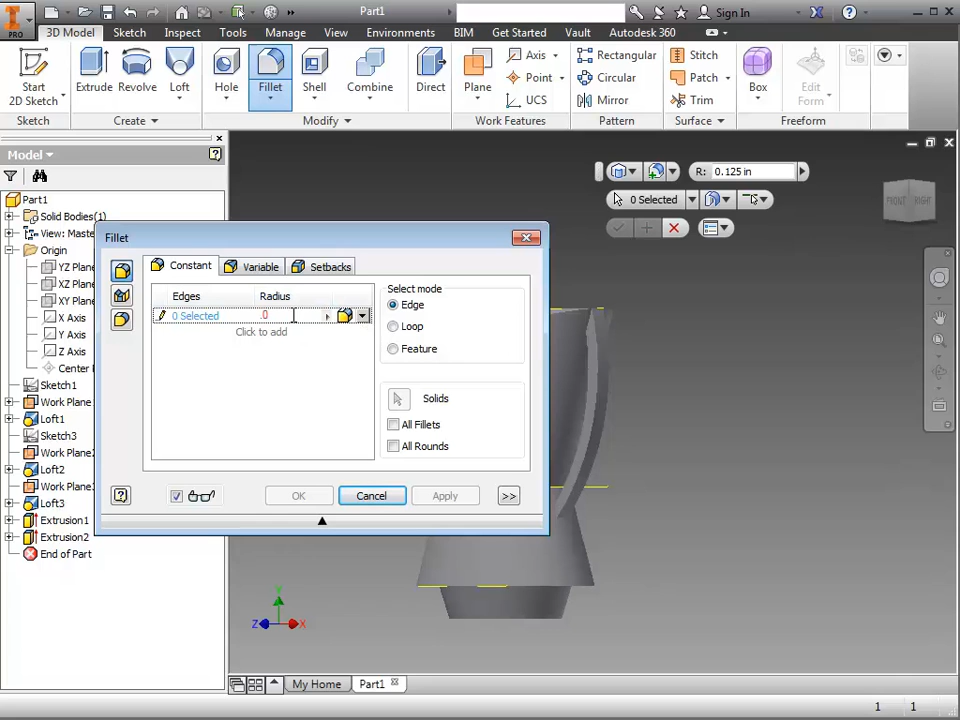 PRO
Part1
Sign In
3D Model Sketch Inspect Tools Manage View Environments BIM Get Started Vault Autodesk 360
Start
2D Sketch
Extrude Revolve Loft
Hole Fillet Shell Combine Direct
Plane
Axis
Point
UCS
Rectangular
Circular
Mirror
Stitch
Patch
Trim
Box
Edit
Form
Sketch Create Modify Work Features Pattern Surface Freeform
Model
Part1
Solid Bodies(1)
View: Maste
Origin
YZ Plane
XZ Plane
XY Plane
X Axis
Y Axis
Z Axis
Center
Sketch1
Work Plane
Loft1
Sketch3
Work Plane
Loft2
Work Plane
Loft3
Extrusion1
Extrusion2
End of Part
R: 0.125 in
0 Selected
FRONT RIGHT
Fillet
Constant Variable Setbacks
Edges Radius
0 Selected .0
Click to add
Select mode
Edge
Loop
Feature
Solids
All Fillets
All Rounds
OK Cancel Apply >>
Y
Z X
My Home Part1
1 1